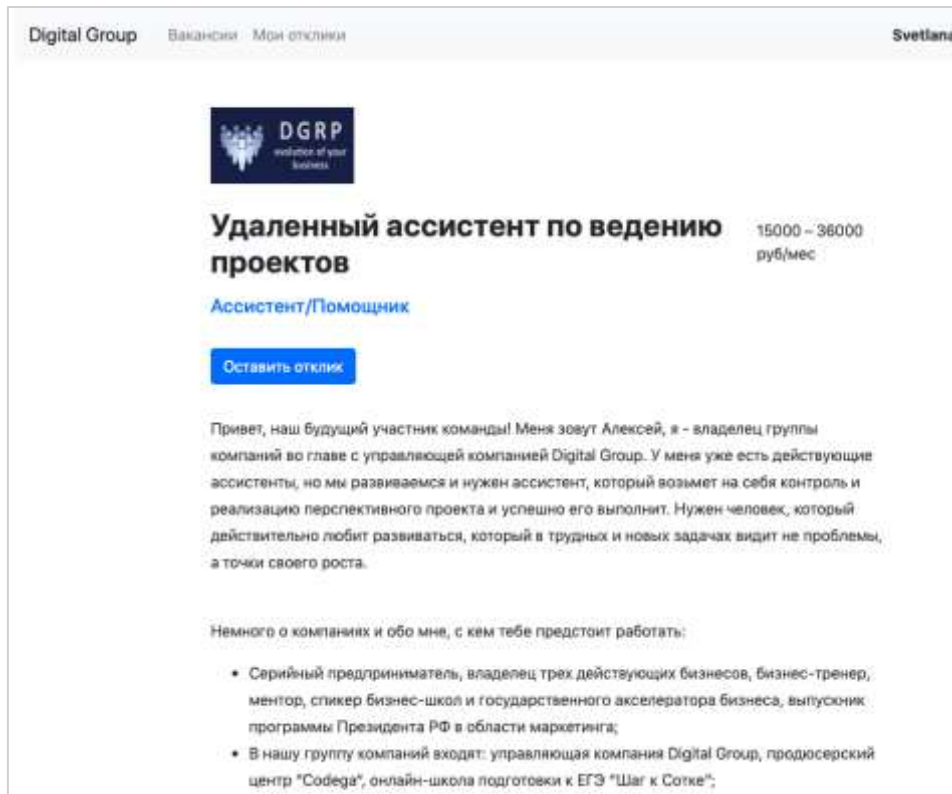 Digital Group Вакансии Мои отклики Svetlana
DGRP
evolution of your
business
Удаленный ассистент по ведению
проектов
15000 – 36000
руб/мес
Ассистент/Помощник
Оставить отклик
Привет, наш будущий участник команды! Меня зовут Алексей, я - владелец группы
компаний во главе с управляющей компанией Digital Group. У меня уже есть действующие
ассистенты, но мы развиваемся и нужен ассистент, который возьмет на себя контроль и
реализацию перспективного проекта и успешно его выполнит. Нужен человек, который
действительно любит развиваться, который в трудных и новых задачах видит не проблемы,
а точки своего роста.
Немного о компаниях и обо мне, с кем тебе предстоит работать:
• Серийный предприниматель, владелец трех действующих бизнесов, бизнес-тренер,
ментор, спикер бизнес-школ и государственного акселератора бизнеса, выпускник
программы Президента РФ в области маркетинга;
• В нашу группу компаний входят: управляющая компания Digital Group, продюсерский
центр "Codega", онлайн-школа подготовки к ЕГЭ "Шаг к Сотке";